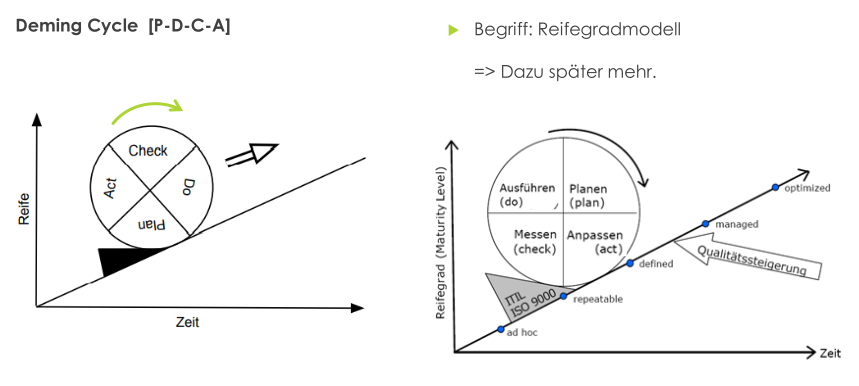 Deming Cycle [P-D-C-A]
Check
Act
Do
Plan
Reife
Zeit
Begriff: Reifegradmodell
=> Dazu später mehr.
Reifegrad (Maturity Level)
Ausführen
(do)
Planen
(plan)
Messen
(check)
Anpassen
(act)
ITIL
ISO 9000
ad hoc
repeatable
defined
managed
optimized
Qualitätssteigerung
Zeit